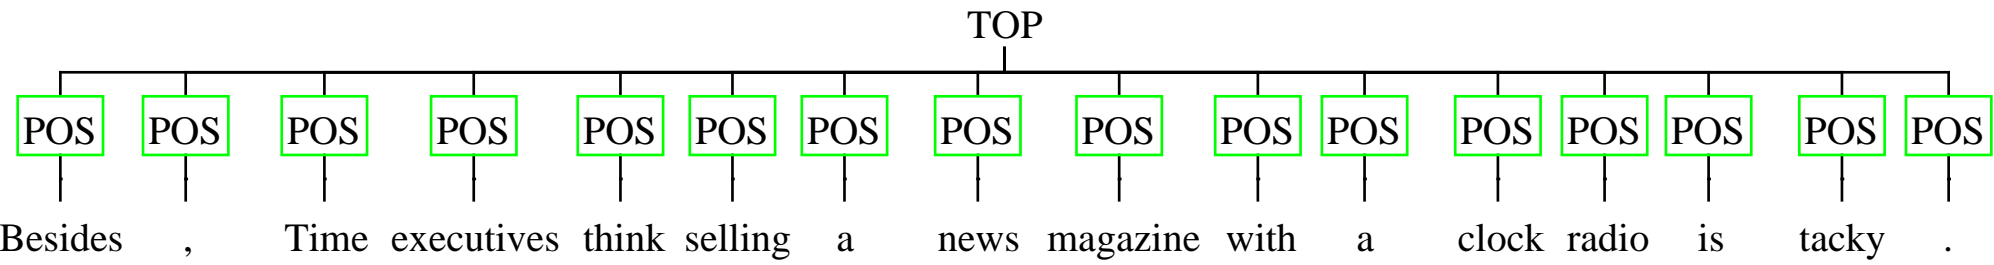 TOP
POS POS POS POS POS POS POS POS POS POS POS POS POS POS POS POS
Besides , Time executives think selling a news magazine with a clock radio is tacky .